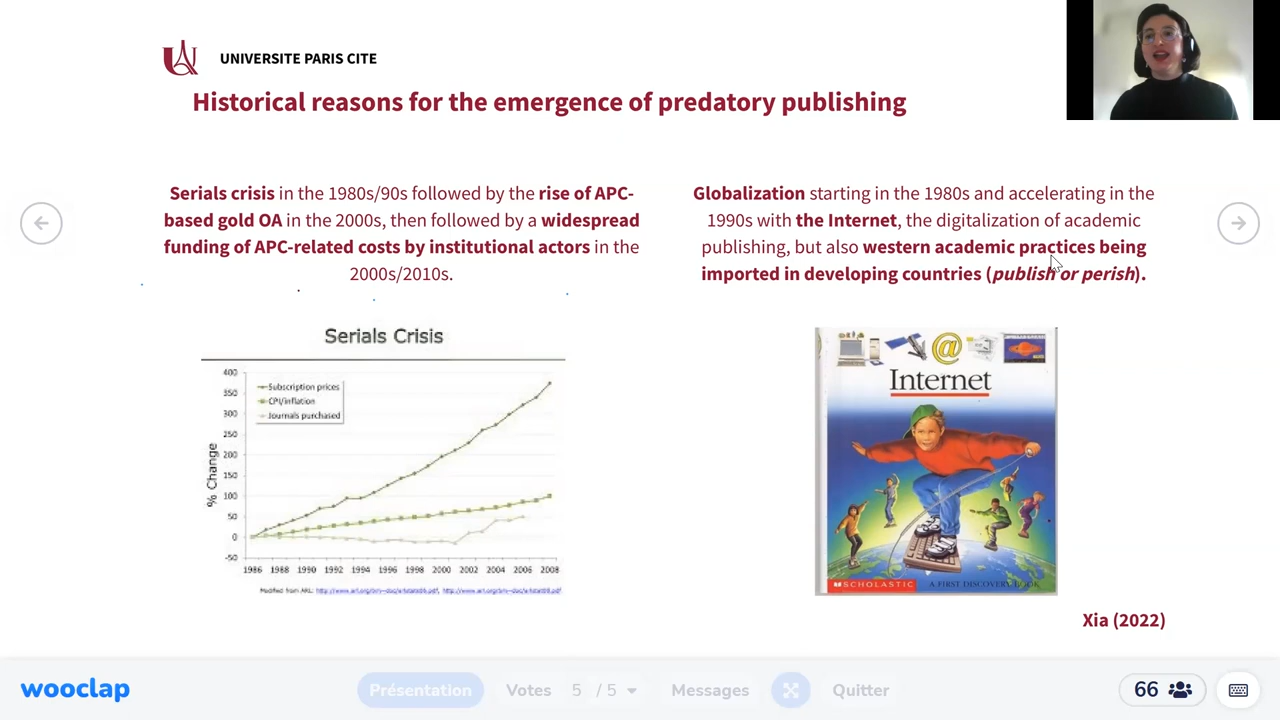 UNIVERSITE PARIS CITE
Historical reasons for the emergence of predatory publishing
Serials crisis in the 1980s/90s followed by the rise of APC-
based gold OA in the 2000s, then followed by a widespread
funding of APC-related costs by institutional actors in the
2000s/2010s.
Globalization starting in the 1980s and accelerating in the
1990s with the Internet, the digitalization of academic
publishing, but also western academic practices being
imported in developing countries (publish or perish).
Serials Crisis
% Change
400
350
300
250
200
150
100
50
0
-50
Subscription prices
CPI/inflation
Journals purchased
1986 1988 1990 1992 1994 1996 1998 2000 2002 2004 2006 2008
Modified from ARL:
@
Internet
SCHOLASTIC
A FIRST DISCOVERY BOOK
Xia (2022)
wooclap
Présentation
Votes 5 / 5
Messages
Quitter
66